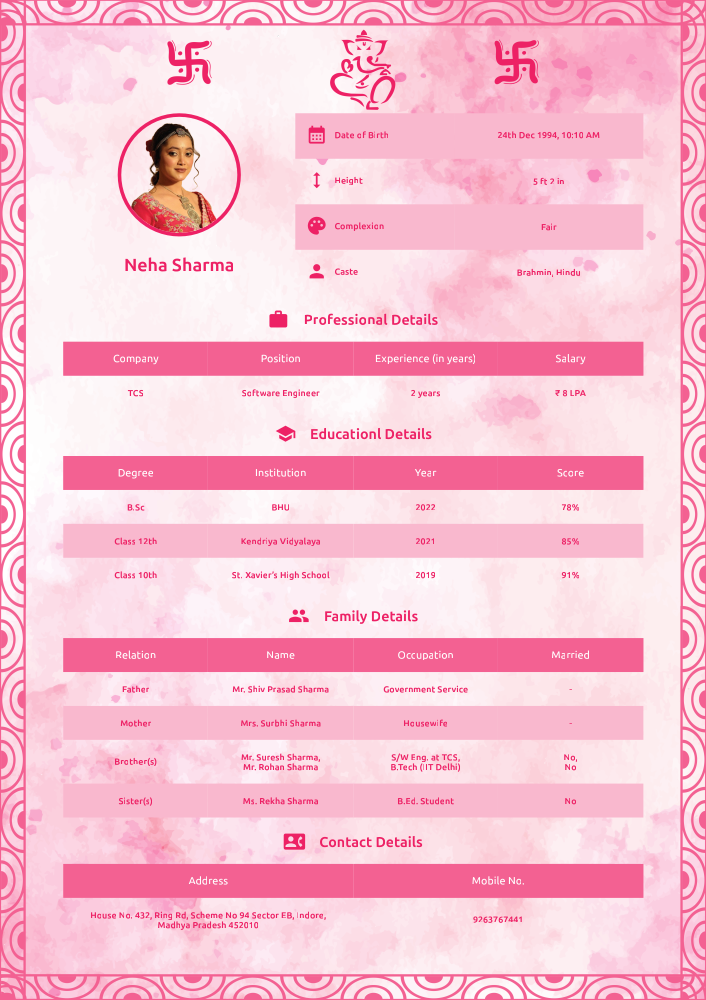 Date of Birth 24th Dec 1994, 10:10 AM
Height 5 ft 2 in
Complexion Fair
Caste Brahmin, Hindu
Neha Sharma
Professional Details
Company Position Experience (in years) Salary
TCS Software Engineer 2 years ₹ 8 LPA
Educationl Details
Degree Institution Year Score
B.Sc BHU 2022 78%
Class 12th Kendriya Vidyalaya 2021 85%
Class 10th St. Xavier's High School 2019 91%
Family Details
Relation Name Occupation Married
Father Mr. Shiv Prasad Sharma Government Service -
Mother Mrs. Surbhi Sharma Housewife -
Brother(s) Mr. Suresh Sharma, S/W Eng. at TCS, No,
Mr. Rohan Sharma B.Tech (IIT Delhi) No
Sister(s) Ms. Rekha Sharma B.Ed. Student No
Contact Details
Address Mobile No.
House No. 432, Ring Rd, Scheme No 94 Sector EB, Indore, 9263767441
Madhya Pradesh 452010